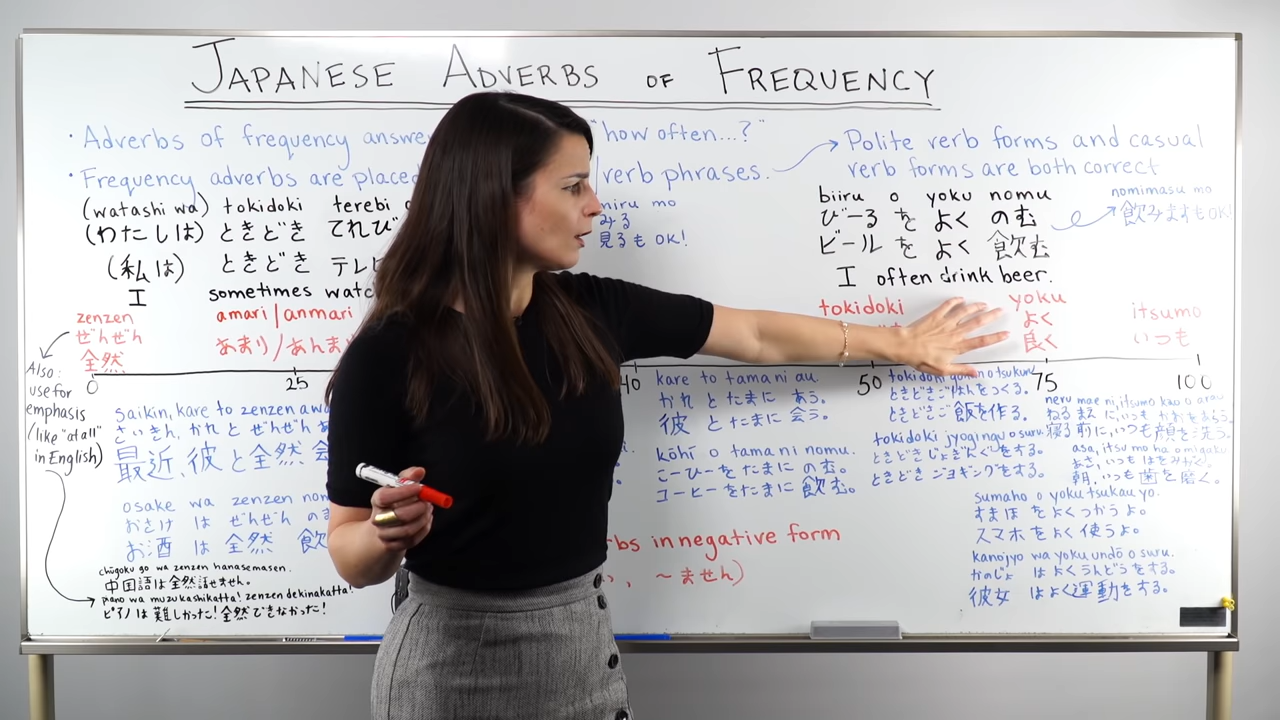 JAPANESE ADVERBS OF FREQUENCY
· Adverbs of frequency "how often...?"
· Frequency adverbs are placed verb phrases.
Polite verb forms and casual
verb forms are both correct
(watashi wa) tokidoki terebi
(わたしは) ときどき てれび
(私は) ときどき テレビ
I sometimes watch
miru mo
みる
見るもOK!
biiru o yoku nomu
びーる を よく のむ
ビール を よく 飲む
I often drink beer.
nomimasu mo
飲みますもOK!
zenzen
ぜんぜん
全然
amari/anmari
あまり/あんまり
tokidoki
yoku
よく
良く
itsumo
いつも
0 25 40 50 75 100
Also:
use for
emphasis
(like "at all"
in English)
saikin, kare to zenzen
さいきん, かれ と ぜんぜん
最近, 彼 と 全然
osake wa zenzen
おさけ は ぜんぜん
お酒 は 全然
chūgoku go wa zenzen hanasemasen.
中国語は全然話せません。
piano wa muzukashikatta! zenzen dekinakatta!
ピアノは難しかった!全然できなかった!
kare to tamani au.
かれ と たまに あう。
彼 と たまに 会う。
kōhī o tamani nomu.
こーひーをたまに のむ。
コーヒーをたまに 飲む。
in negative form
〜ません)
tokidoki
ときどきごはんをつくる。
ときどきご飯を作る。
tokidoki jyogingu o suru.
ときどきじょぎんぐをする。
ときどきジョギングをする。
neru mae ni, itsumo kao o arau
ねる まえ に, いつも かおをあらう。
寝る前に, いつも顔を洗う。
asa, itsumo ha o migaku
あさ, いつも はをみがく。
朝, いつも歯を磨く。
sumaho o yoku tsukau yo.
すまほ をよくつかうよ。
スマホ をよく使うよ。
kanojyo wa yoku undō o suru.
かのじょ はよくうんどうをする。
彼女 はよく運動をする。